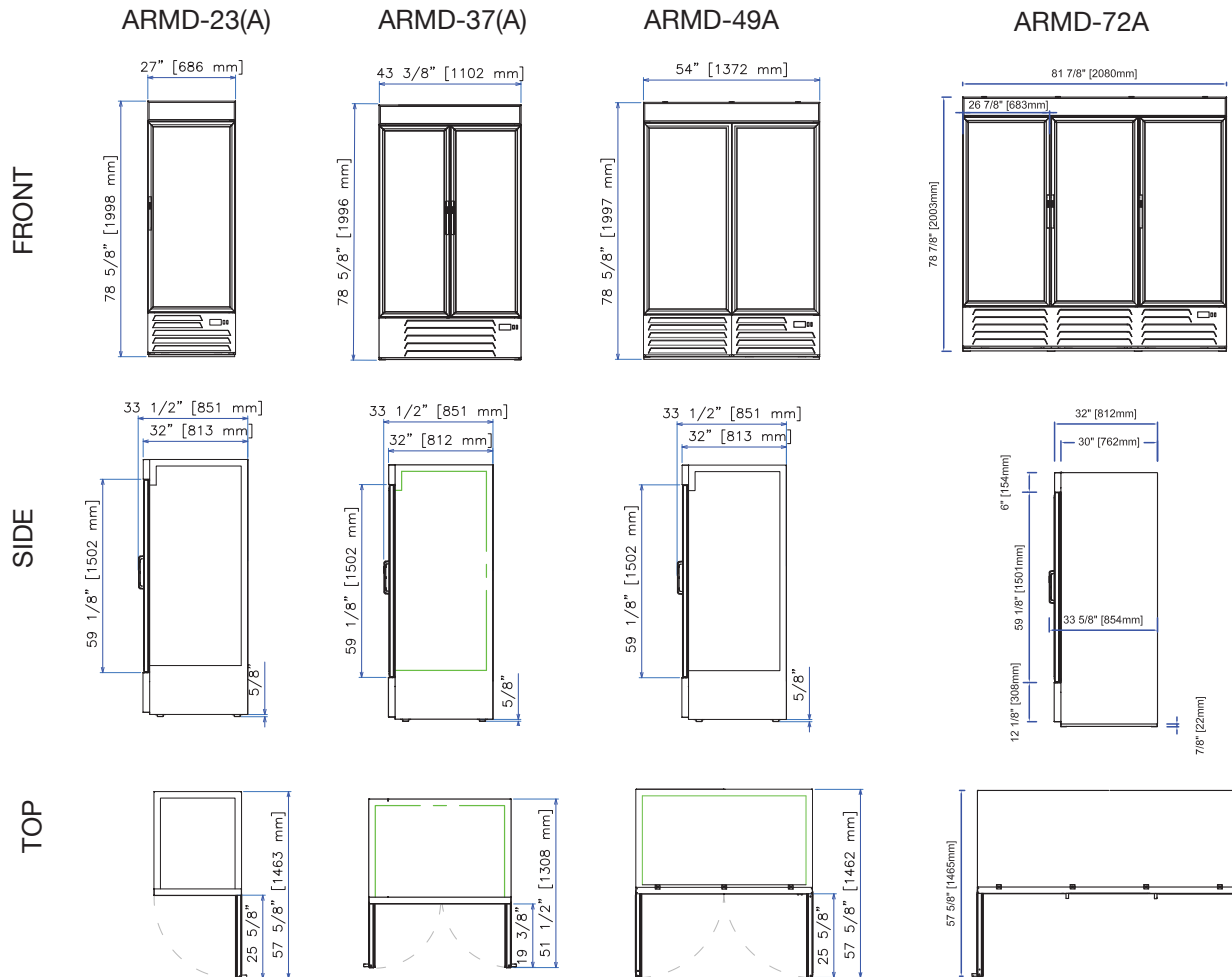 ARMD-23(A)
ARMD-37(A)
ARMD-49A
ARMD-72A
FRONT
27” [686 mm]
78 5/8” [1998 mm]
43 3/8” [1102 mm]
78 5/8” [1996 mm]
54” [1372 mm]
78 5/8” [1997 mm]
81 7/8" [2080mm]
26 7/8" [683mm]
78 7/8" [2003mm]
SIDE
33 1/2” [851 mm]
32” [813 mm]
59 1/8” [1502 mm]
5/8”
33 1/2” [851 mm]
32” [812 mm]
59 1/8” [1502 mm]
5/8”
33 1/2” [851 mm]
32” [813 mm]
59 1/8” [1502 mm]
5/8”
32" [812mm]
30" [762mm]
6" [154mm]
59 1/8" [1501mm]
33 5/8" [854mm]
12 1/8" [308mm]
7/8" [22mm]
TOP
25 5/8”
57 5/8” [1463 mm]
19 3/8”
51 1/2” [1308 mm]
25 5/8”
57 5/8” [1462 mm]
57 5/8" [1465mm]